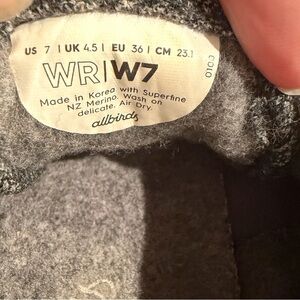 US 7 | UK 4.5 | EU 36 | CM 23.1
WR|W7
Made in Korea with Superfine
NZ Merino. Wash on
delicate. Air Dry.
allbirds
0103